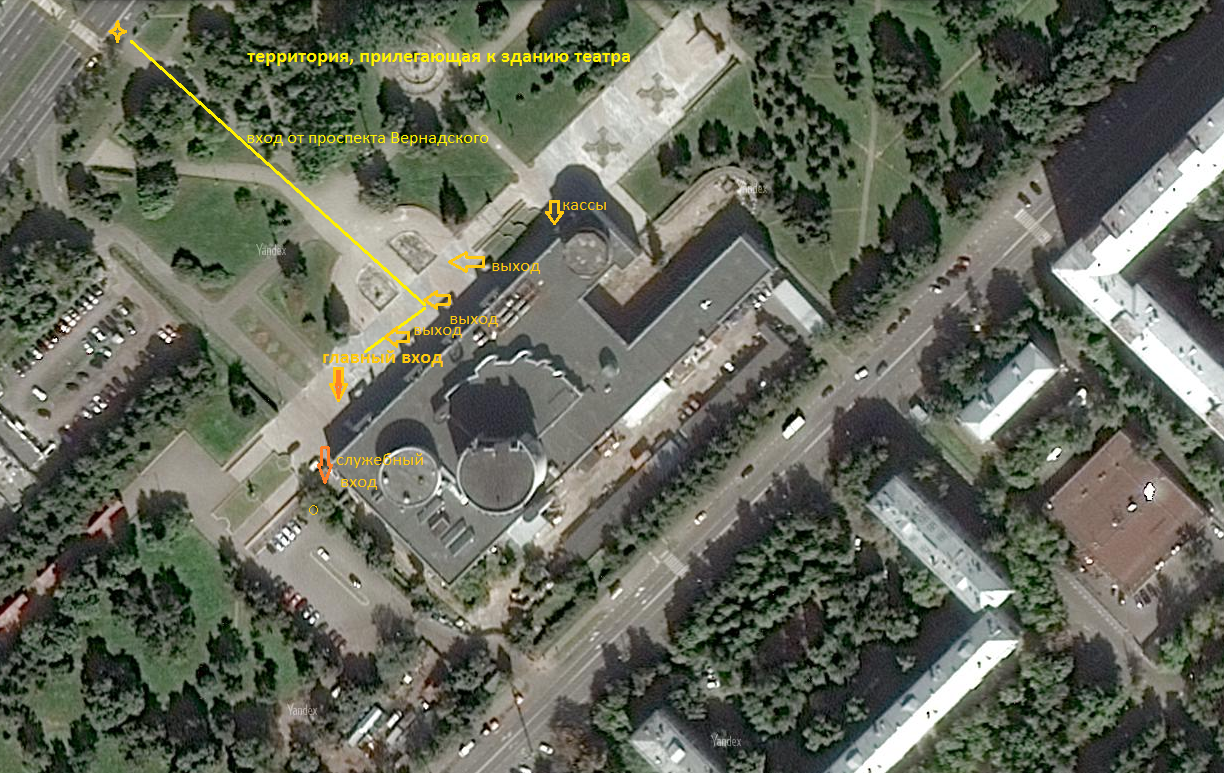 территория, прилегающая к зданию театра
вход от проспекта Вернадского
Yandex
кассы
Yandex
выход
выход
выход
главный вход
служебный
вход
Yandex
Yandex